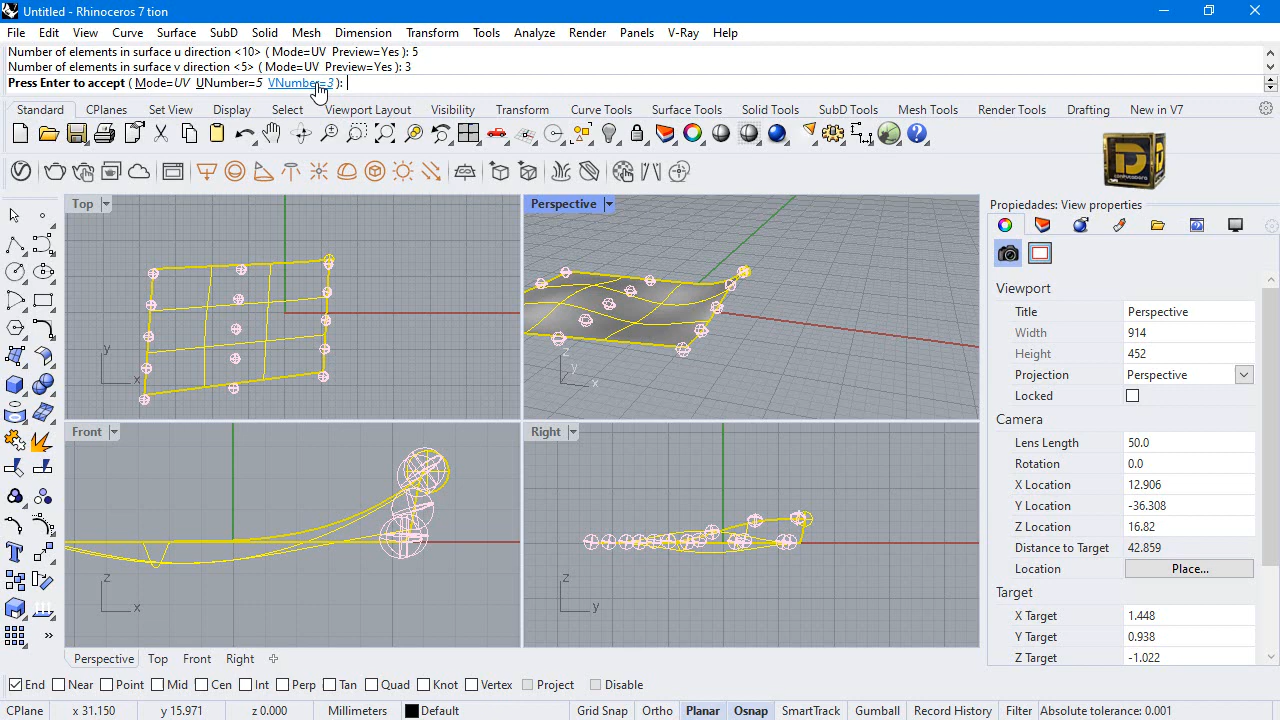 Untitled - Rhinoceros 7 tion
File Edit View Curve Surface SubD Solid Mesh Dimension Transform Tools Analyze Render Panels V-Ray Help
Number of elements in surface u direction <10> ( Mode=UV Preview=Yes ): 5
Number of elements in surface v direction <5> ( Mode=UV Preview=Yes ): 3
Press Enter to accept ( Mode=UV UNumber=5 VNumber=3 ):
Standard CPlanes Set View Display Select Viewport Layout Visibility Transform Curve Tools Surface Tools Solid Tools SubD Tools Mesh Tools Render Tools Drafting New in V7
Top
Perspective
Front
Right
y
x
z
x
z
x
z
y
Propiedades: View properties
Viewport
Title Perspective
Width 914
Height 452
Projection Perspective
Locked
Camera
Lens Length 50.0
Rotation 0.0
X Location 12.906
Y Location -36.308
Z Location 16.82
Distance to Target 42.859
Location Place...
Target
X Target 1.448
Y Target 0.938
Z Target -1.022
Perspective Top Front Right
End Near Point Mid Cen Int Perp Tan Quad Knot Vertex Project Disable
CPlane x 31.150 y 15.971 z 0.000 Millimeters Default Grid Snap Ortho Planar Osnap SmartTrack Gumball Record History Filter Absolute tolerance: 0.001